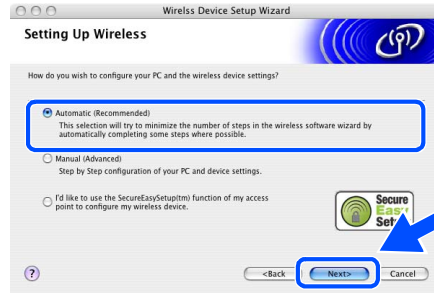 Wirelss Device Setup Wizard
Setting Up Wireless
How do you wish to configure your PC and the wireless device settings?
Automatic (Recommended)
This selection will try to minimize the number of steps in the wireless software wizard by
automatically completing some steps where possible.
Manual (Advanced)
Step by Step configuration of your PC and device settings.
I'd like to use the SecureEasySetup(tm) function of my access
point to configure my wireless device.
Secure
Easy
Setup
?
<Back
Next>
Cancel